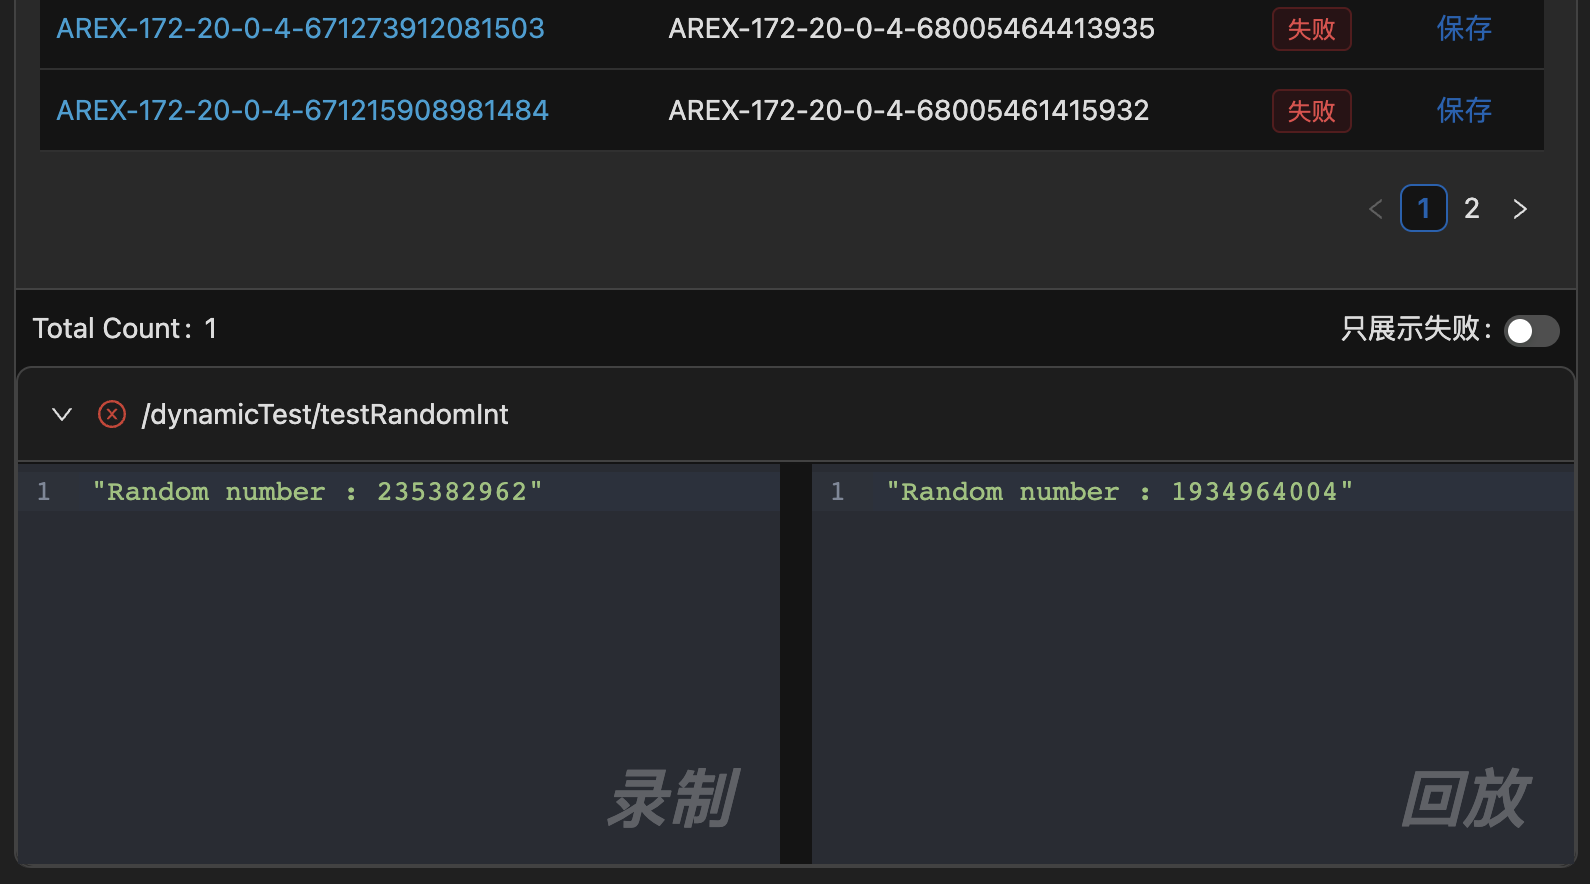 AREX-172-20-0-4-671273912081503 AREX-172-20-0-4-68005464413935 失败 保存
AREX-172-20-0-4-671215908981484 AREX-172-20-0-4-68005461415932 失败 保存
< 1 2 >
Total Count: 1 只展示失败:
/dynamicTest/testRandomInt
1 "Random number : 235382962" 1 "Random number : 1934964004"
录制 回放